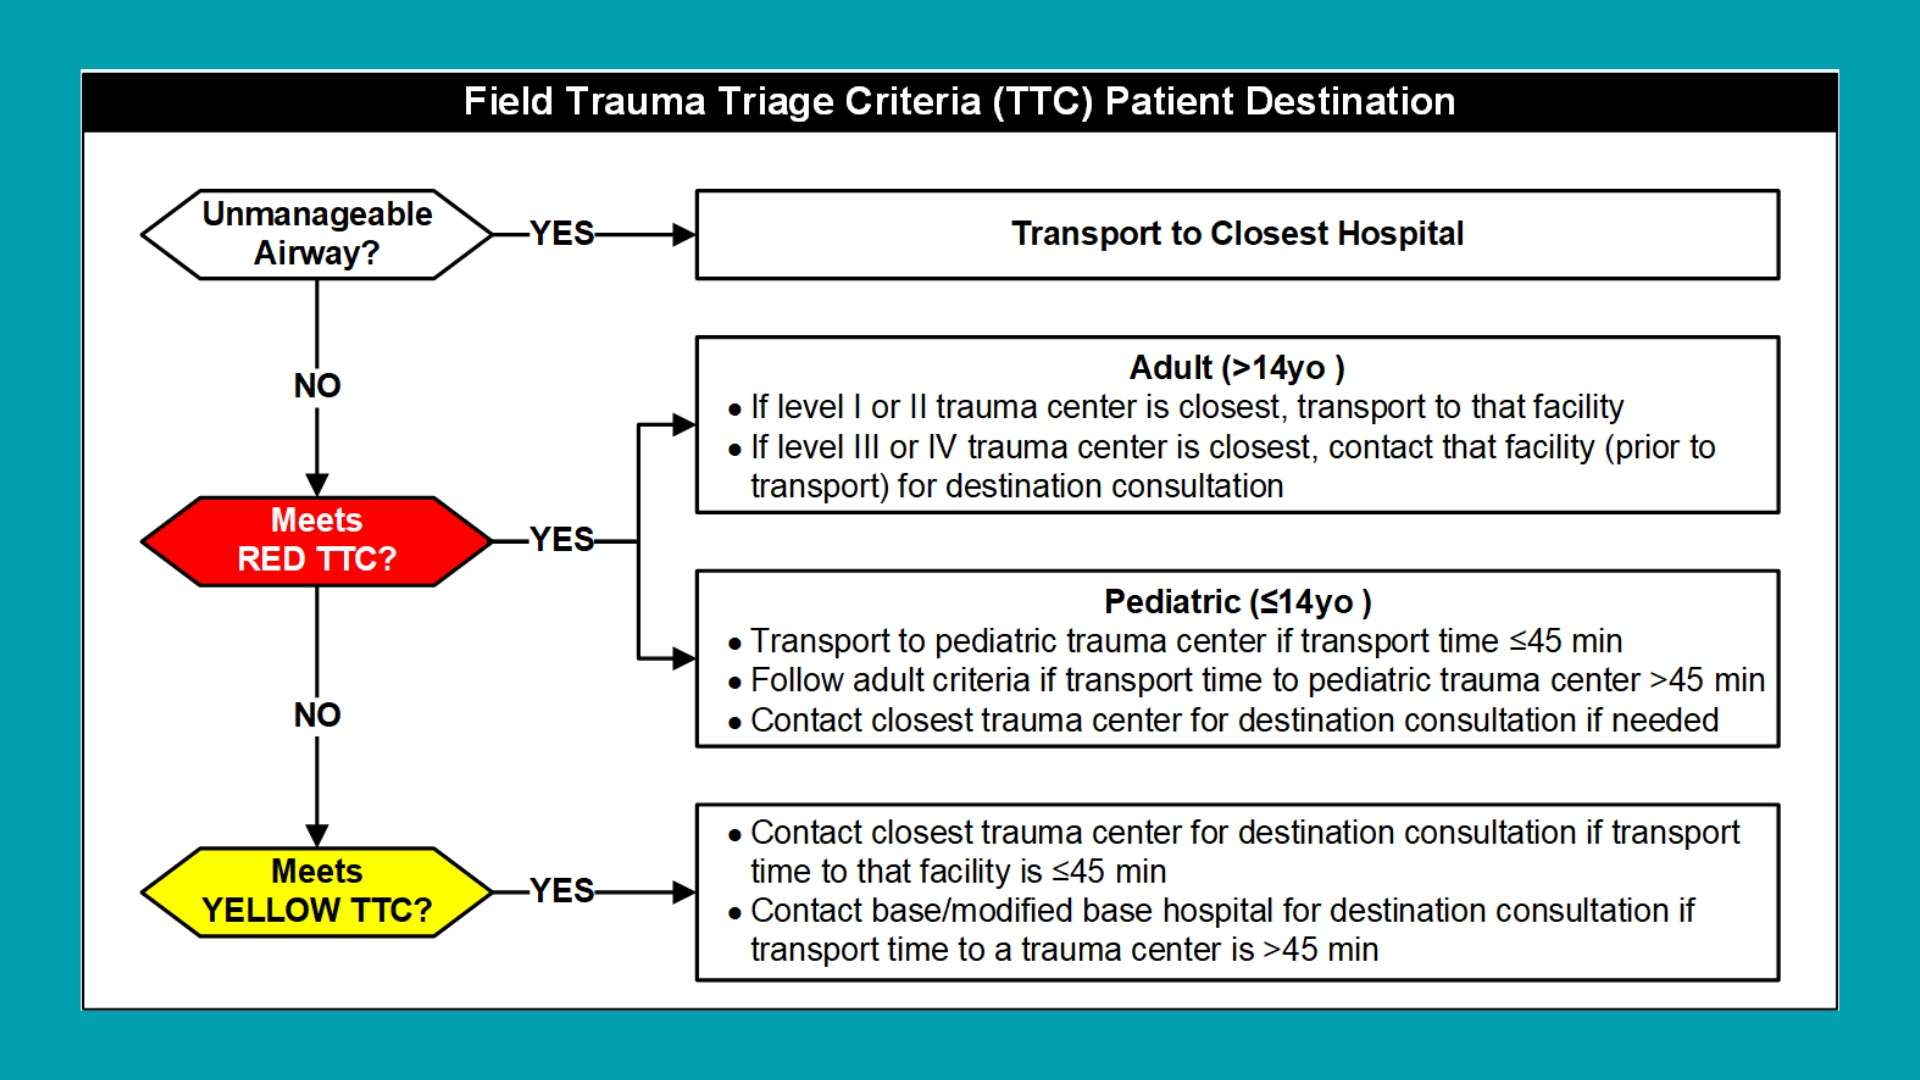 Field Trauma Triage Criteria (TTC) Patient Destination
Unmanageable
Airway?
YES
Transport to Closest Hospital
NO
Adult (>14yo )
• If level I or II trauma center is closest, transport to that facility
• If level III or IV trauma center is closest, contact that facility (prior to
transport) for destination consultation
Meets
RED TTC?
YES
Pediatric (≤14yo )
• Transport to pediatric trauma center if transport time ≤45 min
• Follow adult criteria if transport time to pediatric trauma center >45 min
• Contact closest trauma center for destination consultation if needed
NO
Meets
YELLOW TTC?
YES
• Contact closest trauma center for destination consultation if transport
time to that facility is ≤45 min
• Contact base/modified base hospital for destination consultation if
transport time to a trauma center is >45 min